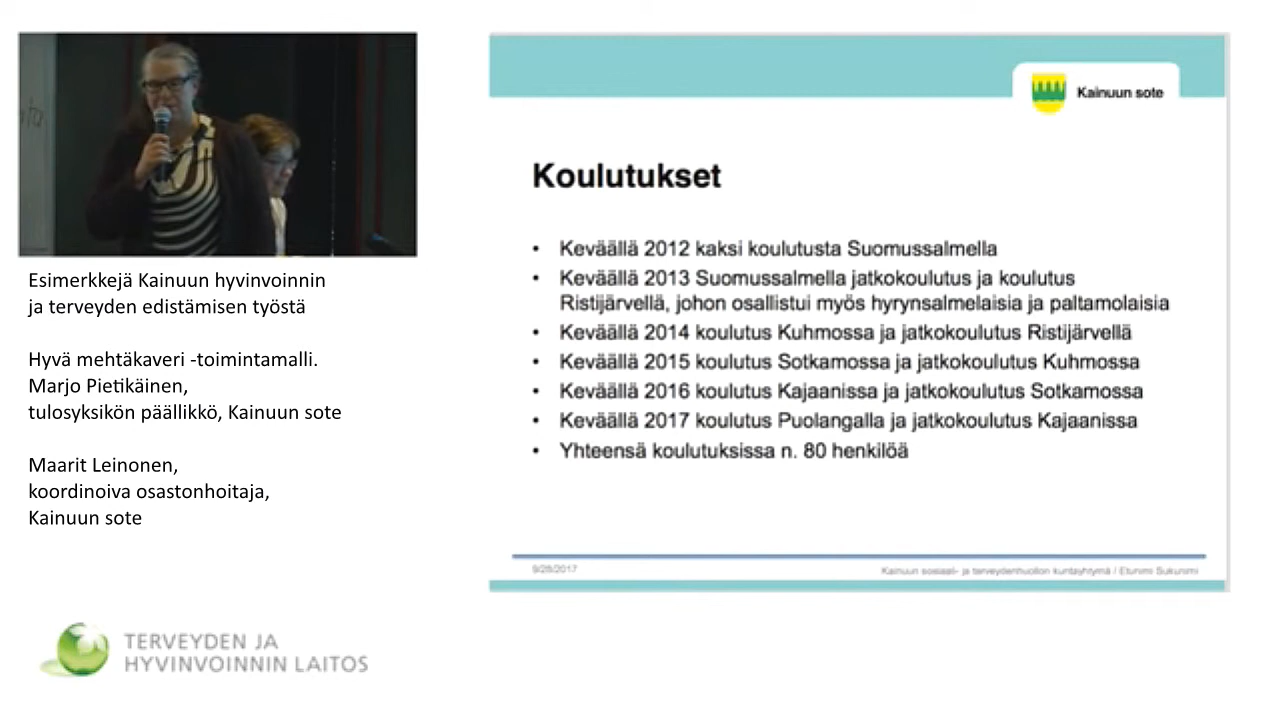 Esimerkkejä Kainuun hyvinvoinnin
ja terveyden edistämisen työstä
Hyvä mehtäkaveri -toimintamalli.
Marjo Pietikäinen,
tulosyksikön päällikkö, Kainuun sote
Maarit Leinonen,
koordinoiva osastonhoitaja,
Kainuun sote
TERVEYDEN JA
HYVINVOINNIN LAITOS
Kainuun sote
Koulutukset
• Keväällä 2012 kaksi koulutusta Suomussalmella
• Keväällä 2013 Suomussalmella jatkokoulutus ja koulutus
Ristijärvellä, johon osallistui myös hyrynsalmelaisia ja paltamolaisia
• Keväällä 2014 koulutus Kuhmossa ja jatkokoulutus Ristijärvellä
• Keväällä 2015 koulutus Sotkamossa ja jatkokoulutus Kuhmossa
• Keväällä 2016 koulutus Kajaanissa ja jatkokoulutus Sotkamossa
• Keväällä 2017 koulutus Puolangalla ja jatkokoulutus Kajaanissa
• Yhteensä koulutuksissa n. 80 henkilöä
9/28/2017
Kainuun sosiaali- ja terveydenhuollon kuntayhtymä / Etunimi Sukunimi